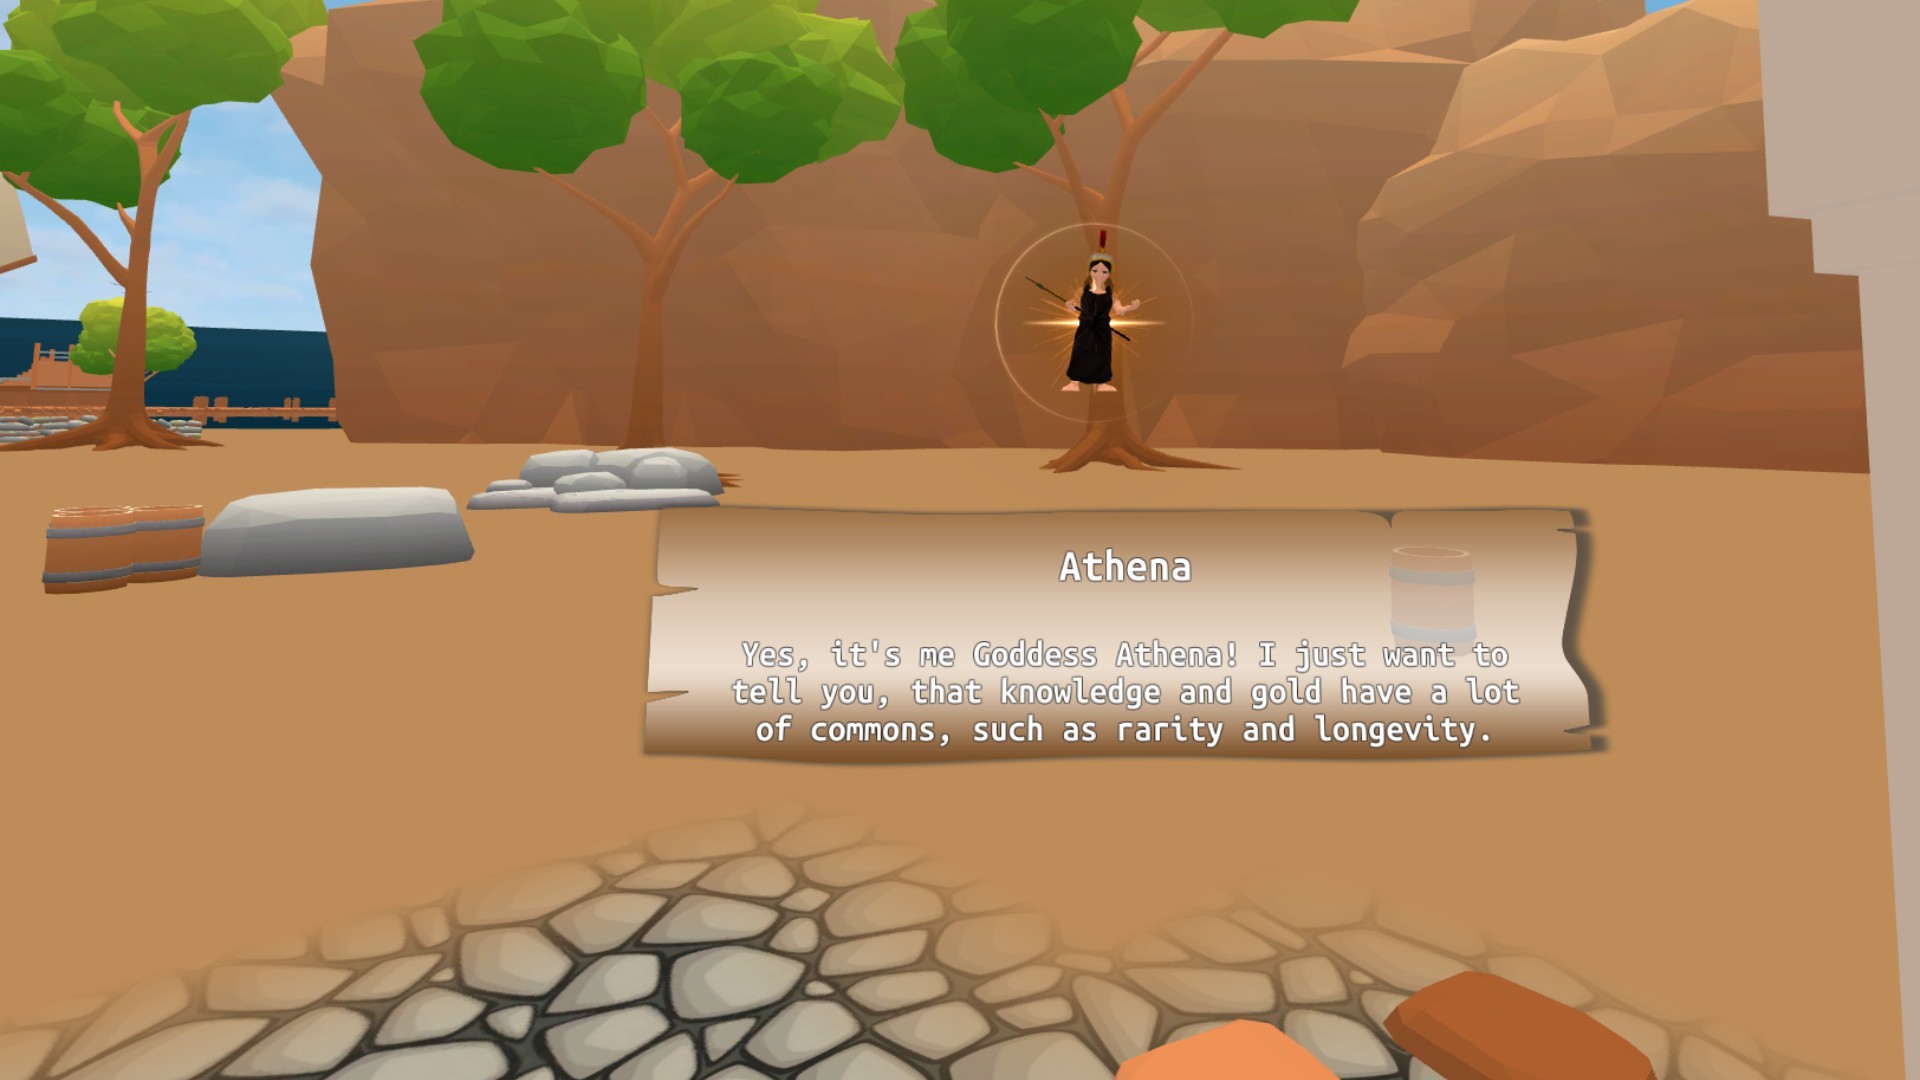 Athena
Yes, it's me Goddess Athena! I just want to
tell you, that knowledge and gold have a lot
of commons, such as rarity and longevity.